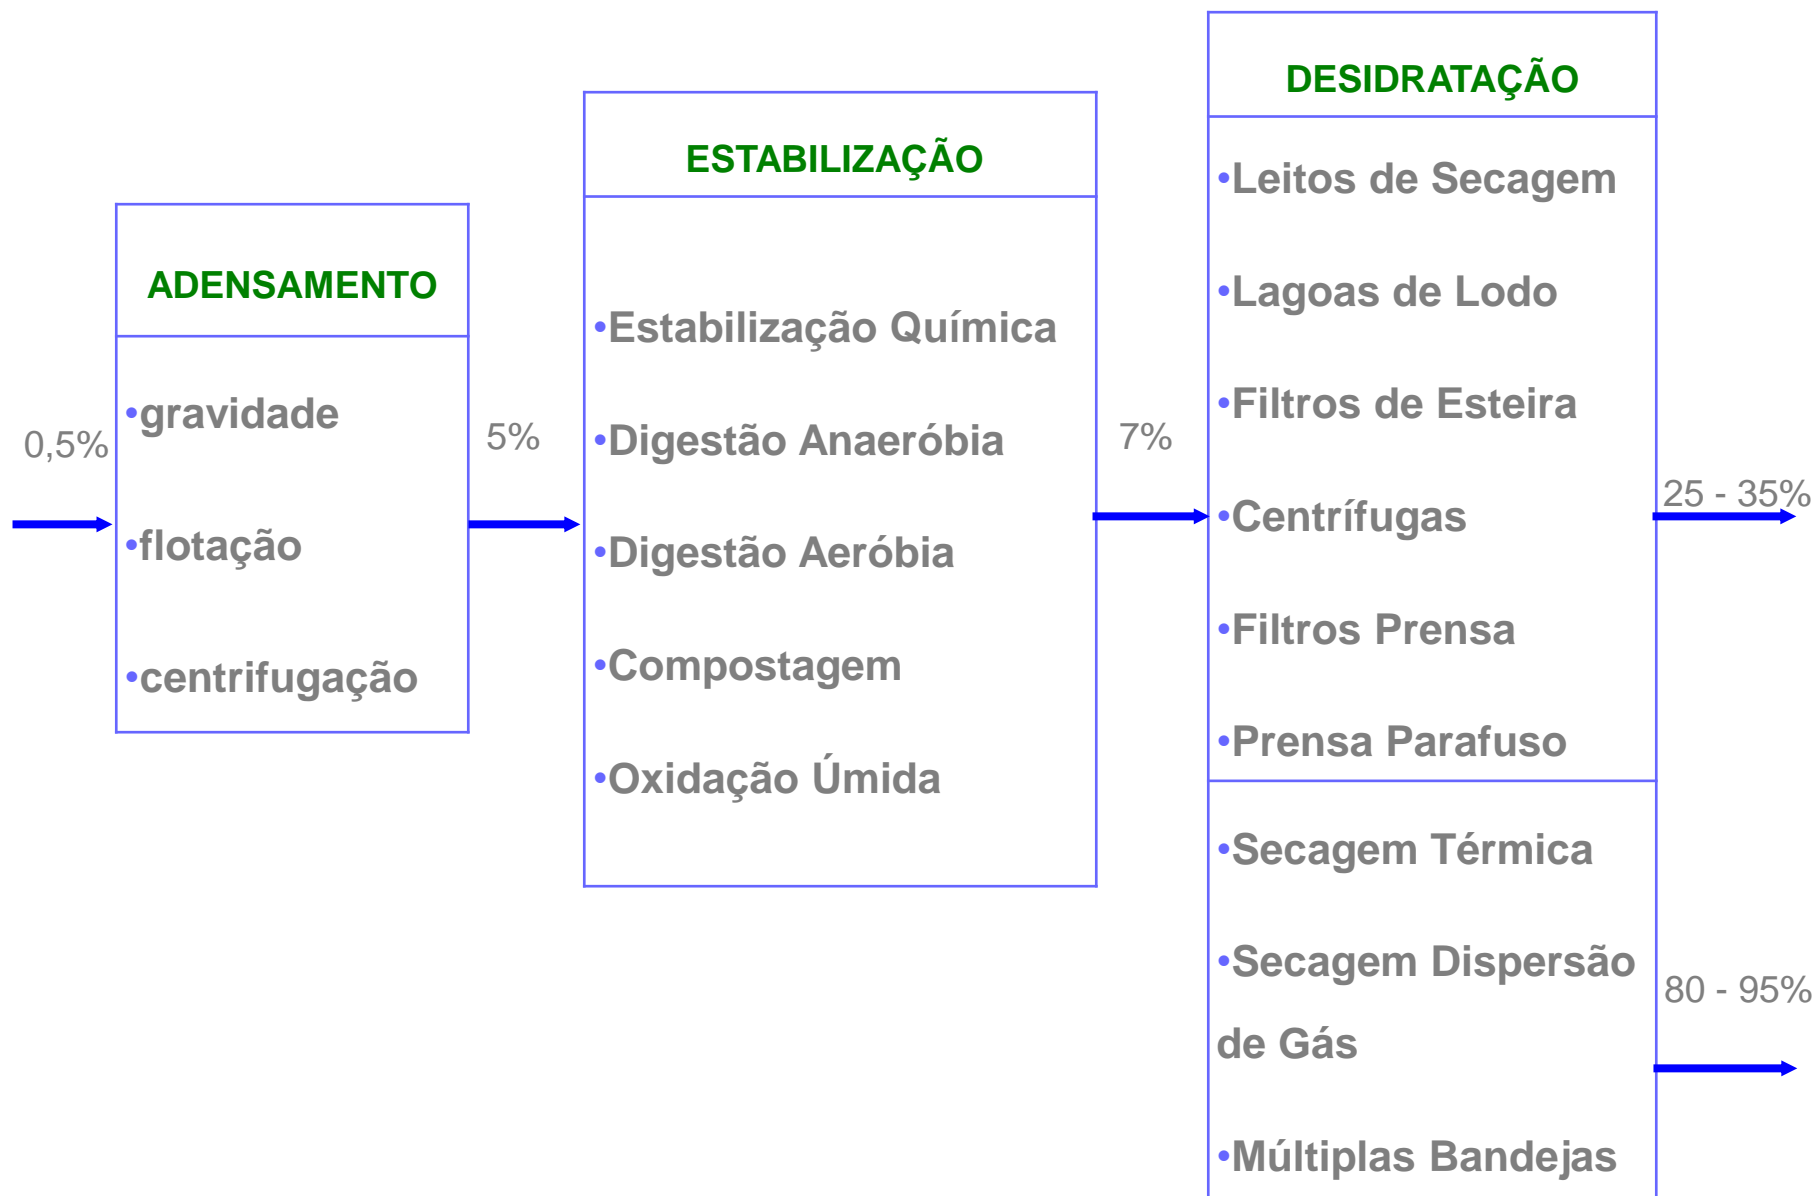 0,5%
ADENSAMENTO
•gravidade
•flotação
•centrifugação
5%
ESTABILIZAÇÃO
•Estabilização Química
•Digestão Anaeróbia
•Digestão Aeróbia
•Compostagem
•Oxidação Úmida
7%
DESIDRATAÇÃO
•Leitos de Secagem
•Lagoas de Lodo
•Filtros de Esteira
•Centrífugas
•Filtros Prensa
•Prensa Parafuso
25 - 35%
•Secagem Térmica
•Secagem Dispersão
de Gás
•Múltiplas Bandejas
80 - 95%